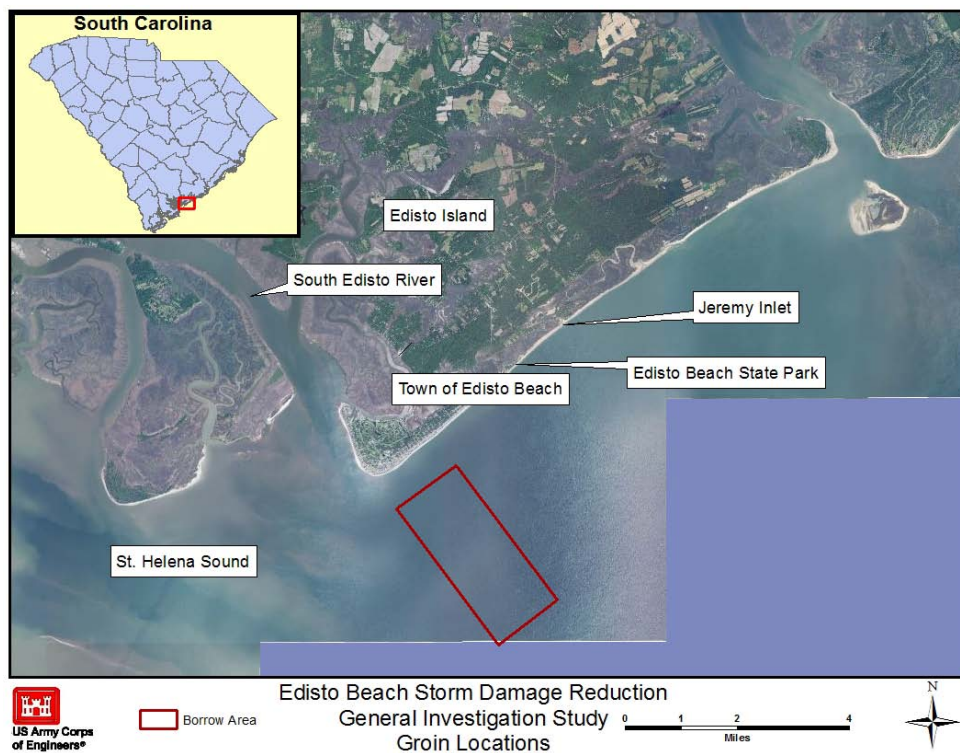 South Carolina
Edisto Island
South Edisto River
Jeremy Inlet
Edisto Beach State Park
Town of Edisto Beach
St. Helena Sound
US Army Corps
of Engineers®
Borrow Area
Edisto Beach Storm Damage Reduction
General Investigation Study
Groin Locations
0 1 2 4
Miles
N